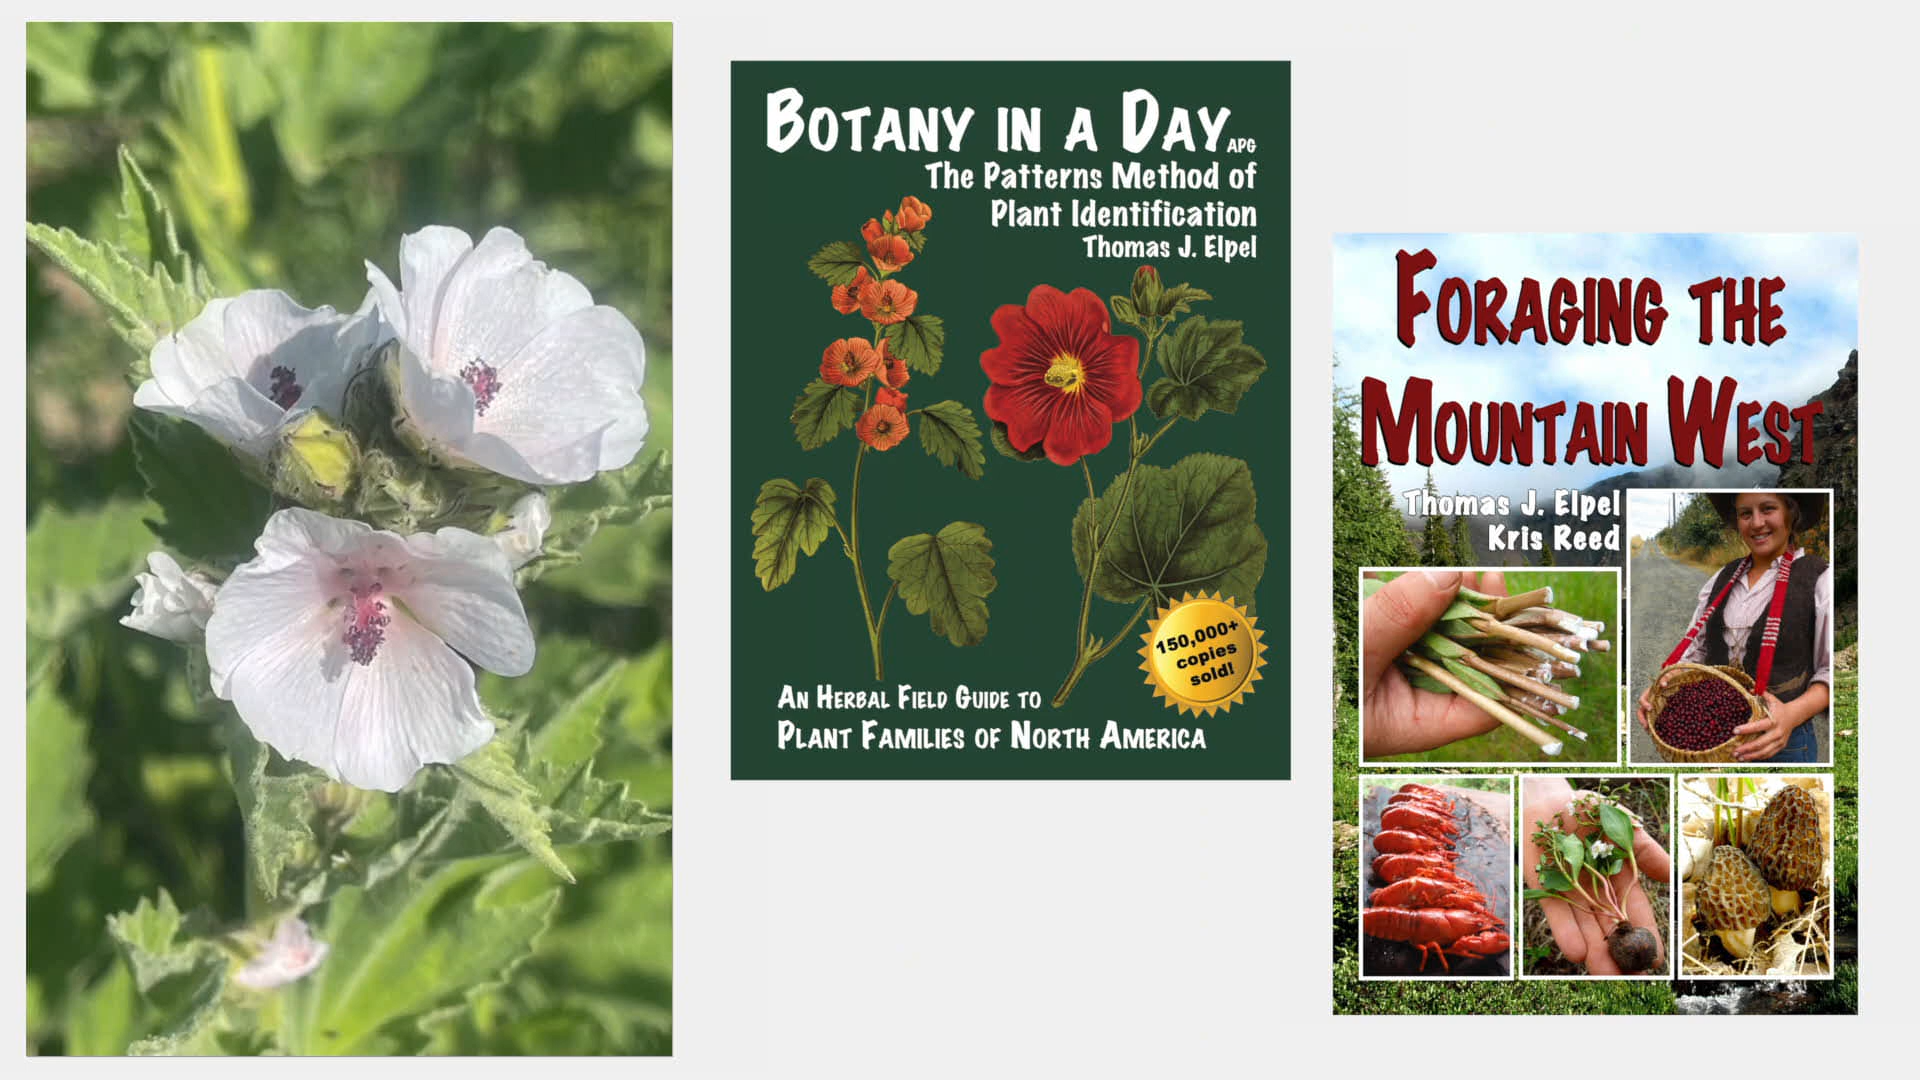 BOTANY IN A DAY APG
The Patterns Method of
Plant Identification
Thomas J. Elpel
150,000+
copies
sold!
AN HERBAL FIELD GUIDE TO
PLANT FAMILIES OF NORTH AMERICA
FORAGING THE
MOUNTAIN WEST
Thomas J. Elpel
Kris Reed